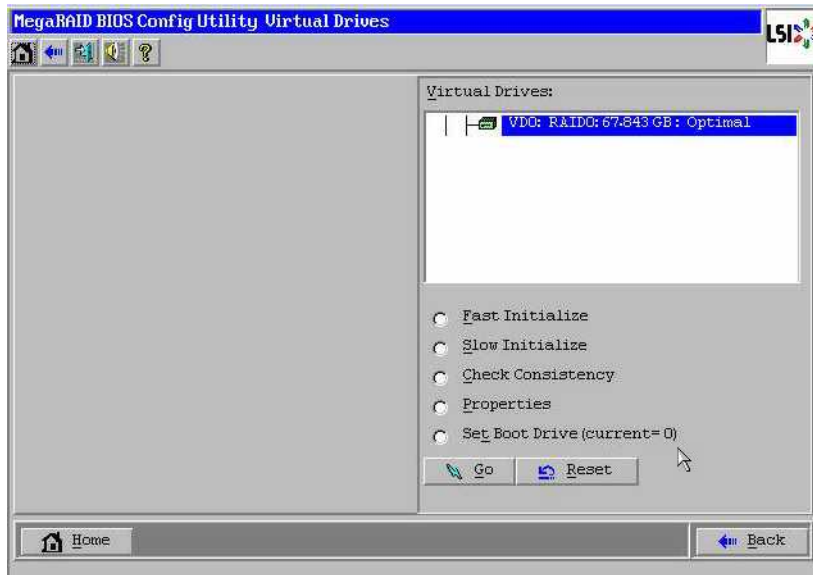 MegaRAID BIOS Config Utility Virtual Drives
LSI
Virtual Drives:
VD0: RAID0: 67.843 GB: Optimal
Fast Initialize
Slow Initialize
Check Consistency
Properties
Set Boot Drive (current= 0)
Go
Reset
Home
Back